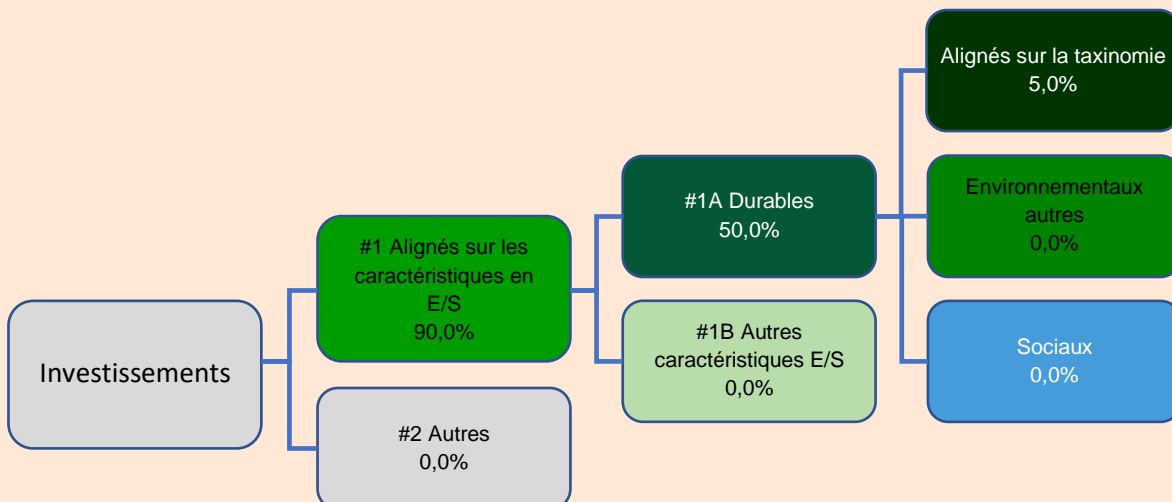 Investissements
#1 Alignés sur les
caractéristiques en
E/S
90,0%
#2 Autres
0,0%
#1A Durables
50,0%
#1B Autres
caractéristiques E/S
0,0%
Alignés sur la taxinomie
5,0%
Environnementaux
autres
0,0%
Sociaux
0,0%